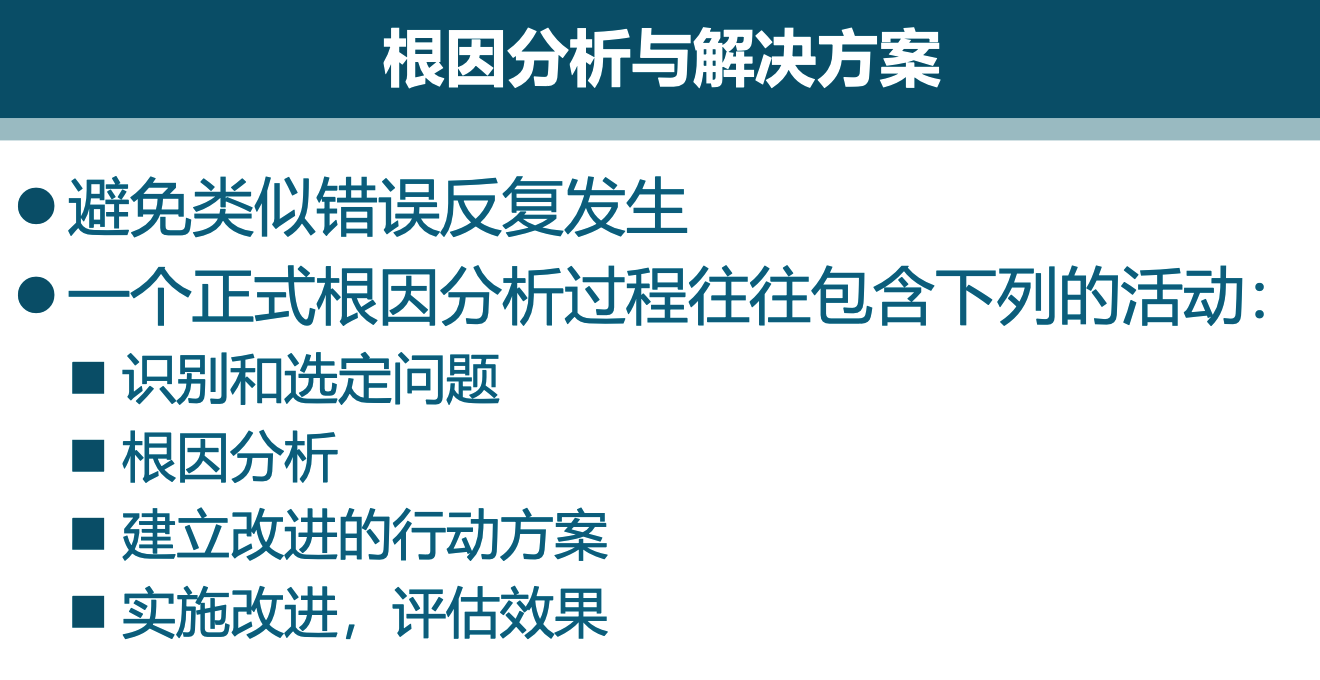 根因分析与解决方案
●避免类似错误反复发生
●一个正式根因分析过程往往包含下列的活动：
■ 识别和选定问题
■ 根因分析
■ 建立改进的行动方案
■ 实施改进，评估效果